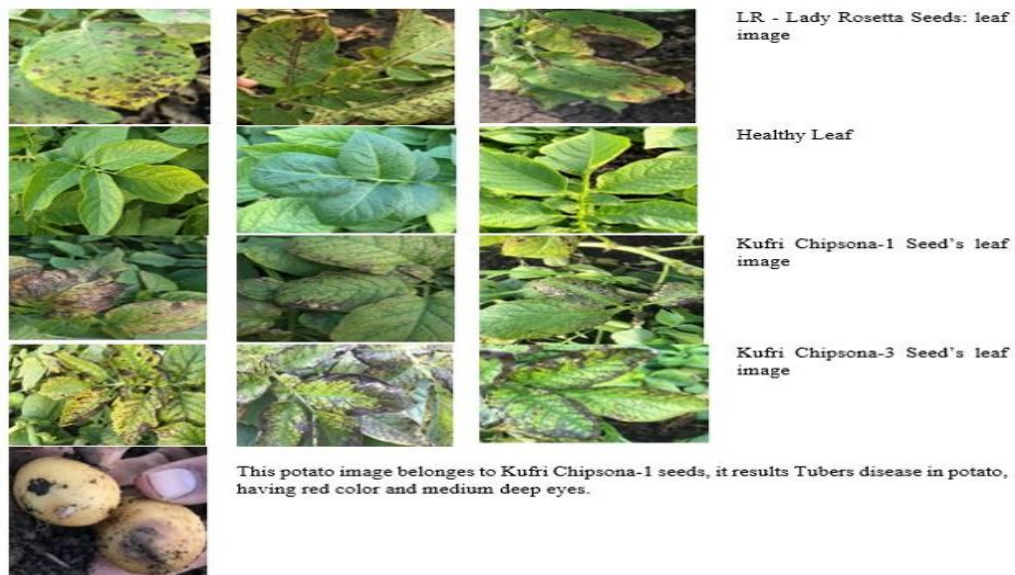 LR - Lady Rosetta Seeds: leaf
image
Healthy Leaf
Kufri Chipsona-1 Seed's leaf
image
Kufri Chipsona-3 Seed's leaf
image
This potato image belongs to Kufri Chipsona-1 seeds, it results Tubers disease in potato,
having red color and medium deep eyes.